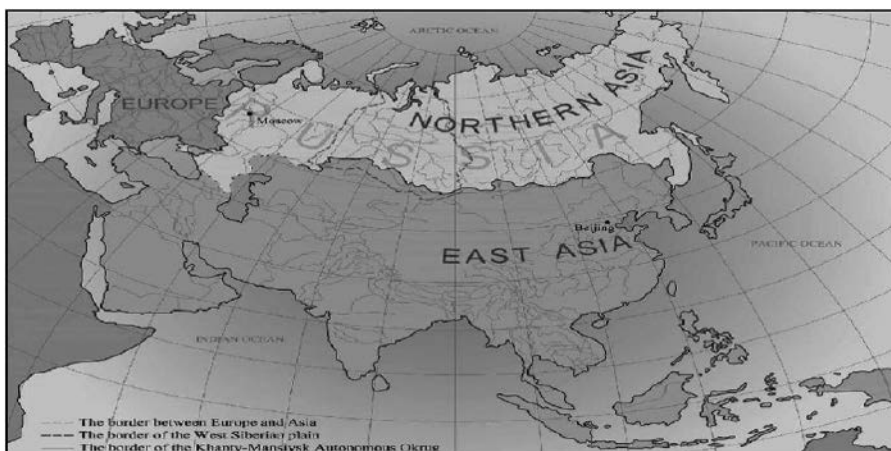 ARCTIC OCEAN
NORTHERN ASIA
EUROPE
Moscow
RUSSIA
Beijing
EAST ASIA
PACIFIC OCEAN
INDIAN OCEAN
The border between Europe and Asia
The border of the West Siberian plain
The border of the Khanty-Mansiysk Autonomous Okrug